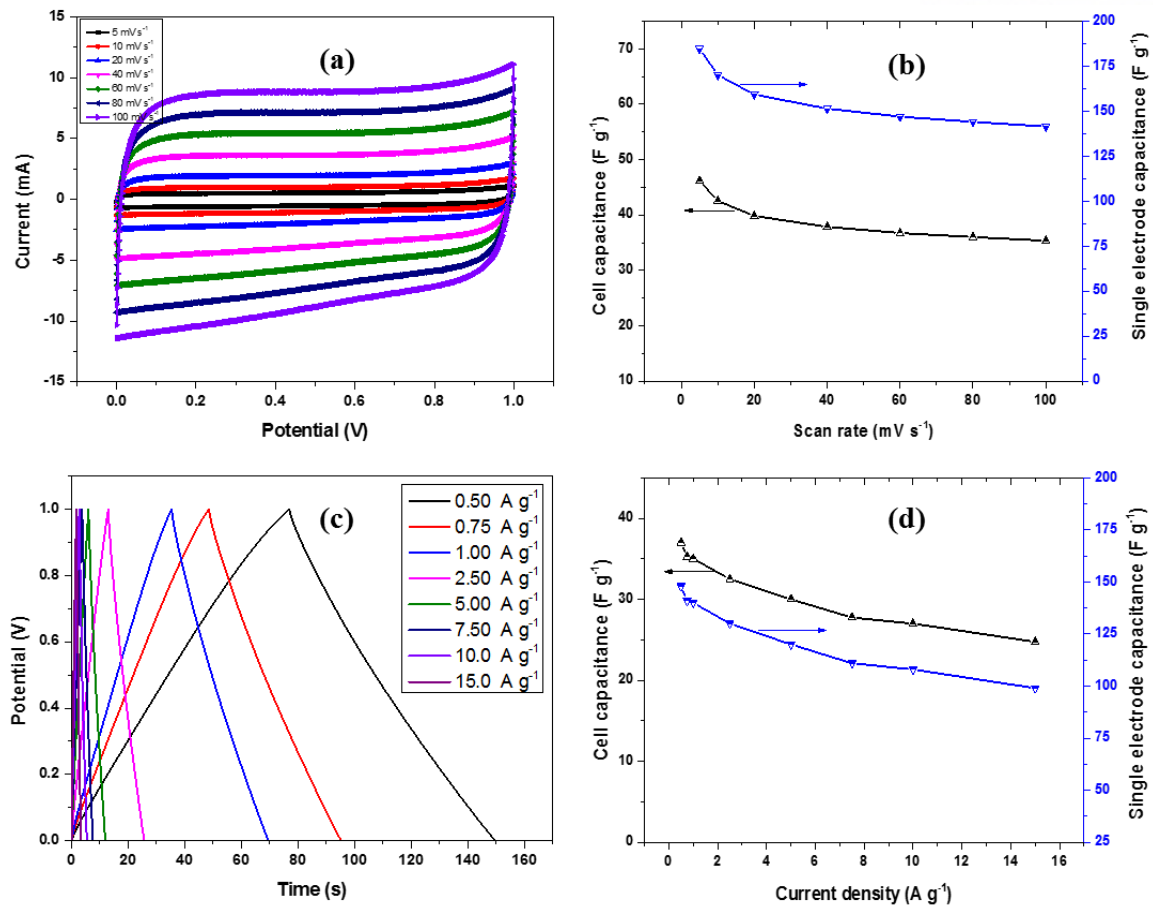 (a)
5 mV s⁻¹
10 mV s⁻¹
20 mV s⁻¹
40 mV s⁻¹
60 mV s⁻¹
80 mV s⁻¹
100 mV s⁻¹
15
10
5
0
-5
-10
-15
Current (mA)
0.0 0.2 0.4 0.6 0.8 1.0
Potential (V)
(b)
70
60
50
40
30
20
10
Cell capacitance (F g⁻¹)
200
175
150
125
100
75
50
25
0
Single electrode capacitance (F g⁻¹)
0 20 40 60 80 100
Scan rate (mV s⁻¹)
(c)
0.50 A g⁻¹
0.75 A g⁻¹
1.00 A g⁻¹
2.50 A g⁻¹
5.00 A g⁻¹
7.50 A g⁻¹
10.0 A g⁻¹
15.0 A g⁻¹
1.0
0.8
0.6
0.4
0.2
0.0
Potential (V)
0 20 40 60 80 100 120 140 160
Time (s)
(d)
40
30
20
10
0
Cell capacitance (F g⁻¹)
200
175
150
125
100
75
50
25
Single electrode capacitance (F g⁻¹)
0 2 4 6 8 10 12 14 16
Current density (A g⁻¹)